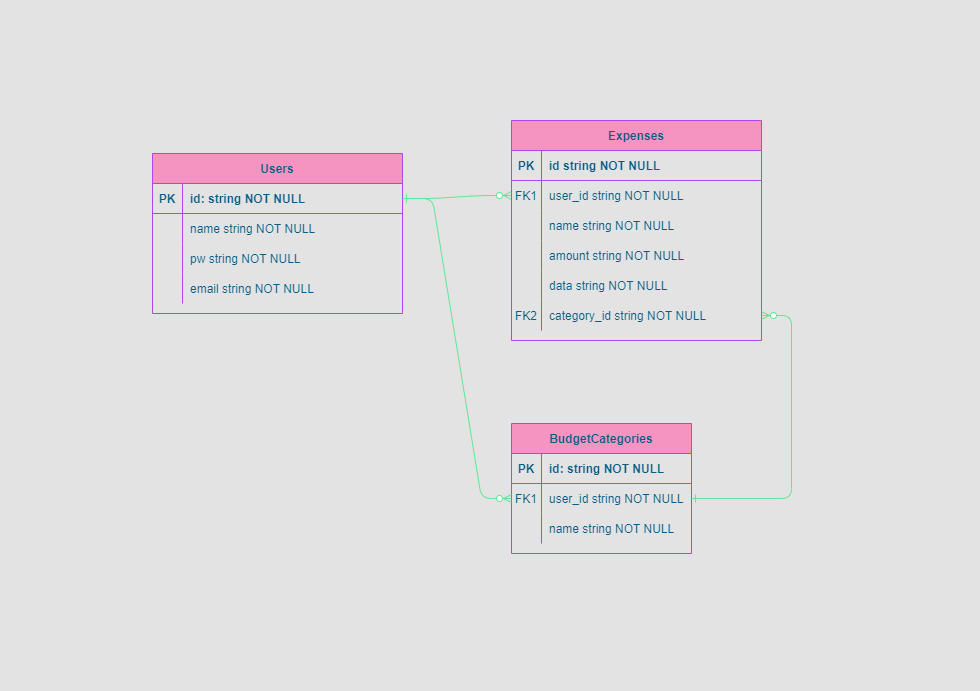 Users
PK id: string NOT NULL
name string NOT NULL
pw string NOT NULL
email string NOT NULL
Expenses
PK id string NOT NULL
FK1 user_id string NOT NULL
name string NOT NULL
amount string NOT NULL
data string NOT NULL
FK2 category_id string NOT NULL
BudgetCategories
PK id: string NOT NULL
FK1 user_id string NOT NULL
name string NOT NULL